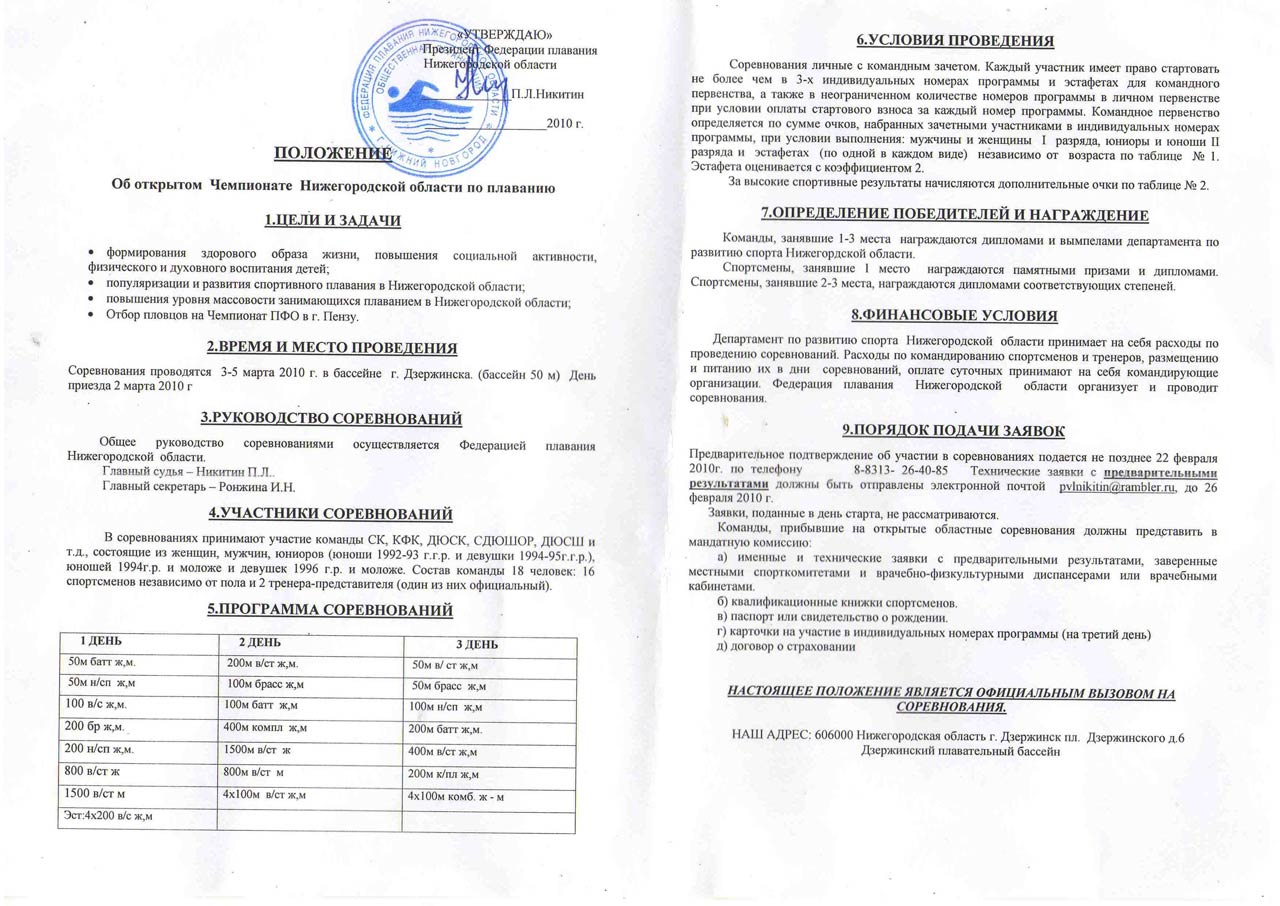 ФЕДЕРАЦИЯ ПЛАВАНИЯ НИЖЕГОРОДСКОЙ ОБЛАСТИ
ОБЩЕСТВЕННАЯ
Г. НИЖНИЙ НОВГОРОД
«УТВЕРЖДАЮ»
Президент Федерации плавания
Нижегородской области
П.Л.Никитин
2010 г.
ПОЛОЖЕНИЕ
Об открытом Чемпионате Нижегородской области по плаванию
1.ЦЕЛИ И ЗАДАЧИ
• формирования здорового образа жизни, повышения социальной активности,
физического и духовного воспитания детей;
• популяризации и развития спортивного плавания в Нижегородской области;
• повышения уровня массовости занимающихся плаванием в Нижегородской области;
• Отбор пловцов на Чемпионат ПФО в г. Пензу.
2.ВРЕМЯ И МЕСТО ПРОВЕДЕНИЯ
Соревнования проводятся 3-5 марта 2010 г. в бассейне г. Дзержинска. (бассейн 50 м) День
приезда 2 марта 2010 г
3.РУКОВОДСТВО СОРЕВНОВАНИЙ
Общее руководство соревнованиями осуществляется Федерацией плавания
Нижегородской области.
Главный судья – Никитин П.Л..
Главный секретарь – Ронжина И.Н.
4.УЧАСТНИКИ СОРЕВНОВАНИЙ
В соревнованиях принимают участие команды СК, КФК, ДЮСК, СДЮШОР, ДЮСШ и
т.д., состоящие из женщин, мужчин, юниоров (юноши 1992-93 г.г.р. и девушки 1994-95г.г.р.),
юношей 1994г.р. и моложе и девушек 1996 г.р. и моложе. Состав команды 18 человек: 16
спортсменов независимо от пола и 2 тренера-представителя (один из них официальный).
5.ПРОГРАММА СОРЕВНОВАНИЙ
1 ДЕНЬ 2 ДЕНЬ 3 ДЕНЬ
50м батт ж,м. 200м в/ст ж,м. 50м в/ ст ж,м
50м н/сп ж,м 100м брасс ж,м 50м брасс ж,м
100 в/с ж,м. 100м батт ж,м 100м н/сп ж,м
200 бр ж,м. 400м компл ж,м 200м батт ж,м.
200 н/сп ж,м. 1500м в/ст ж 400м в/ст ж,м
800 в/ст ж 800м в/ст м 200м к/пл ж,м
1500 в/ст м 4х100м в/ст ж,м 4х100м комб. ж - м
Эст:4х200 в/с ж,м
6.УСЛОВИЯ ПРОВЕДЕНИЯ
Соревнования личные с командным зачетом. Каждый участник имеет право стартовать
не более чем в 3-х индивидуальных номерах программы и эстафетах для командного
первенства, а также в неограниченном количестве номеров программы в личном первенстве
при условии оплаты стартового взноса за каждый номер программы. Командное первенство
определяется по сумме очков, набранных зачетными участниками в индивидуальных номерах
программы, при условии выполнения: мужчины и женщины I разряда, юниоры и юноши II
разряда и эстафетах (по одной в каждом виде) независимо от возраста по таблице № 1.
Эстафета оценивается с коэффициентом 2.
За высокие спортивные результаты начисляются дополнительные очки по таблице № 2.
7.ОПРЕДЕЛЕНИЕ ПОБЕДИТЕЛЕЙ И НАГРАЖДЕНИЕ
Команды, занявшие 1-3 места награждаются дипломами и вымпелами департамента по
развитию спорта Нижегордской области.
Спортсмены, занявшие 1 место награждаются памятными призами и дипломами.
Спортсмены, занявшие 2-3 места, награждаются дипломами соответствующих степеней.
8.ФИНАНСОВЫЕ УСЛОВИЯ
Департамент по развитию спорта Нижегородской области принимает на себя расходы по
проведению соревнований. Расходы по командированию спортсменов и тренеров, размещению
и питанию их в дни соревнований, оплате суточных принимают на себя командирующие
организации. Федерация плавания Нижегородской области организует и проводит
соревнования.
9.ПОРЯДОК ПОДАЧИ ЗАЯВОК
Предварительное подтверждение об участии в соревнованиях подается не позднее 22 февраля
2010г. по телефону 8-8313- 26-40-85 Технические заявки с предварительными
результатами должны быть отправлены электронной почтой pvlnikitin@rambler.ru, до 26
февраля 2010 г.
Заявки, поданные в день старта, не рассматриваются.
Команды, прибывшие на открытые областные соревнования должны представить в
мандатную комиссию:
а) именные и технические заявки с предварительными результатами, заверенные
местными спорткомитетами и врачебно-физкультурными диспансерами или врачебными
кабинетами.
б) квалификационные книжки спортсменов.
в) паспорт или свидетельство о рождении.
г) карточки на участие в индивидуальных номерах программы (на третий день)
д) договор о страховании
НАСТОЯЩЕЕ ПОЛОЖЕНИЕ ЯВЛЯЕТСЯ ОФИЦИАЛЬНЫМ ВЫЗОВОМ НА
СОРЕВНОВАНИЯ.
НАШ АДРЕС: 606000 Нижегородская область г. Дзержинск пл. Дзержинского д.6
Дзержинский плавательный бассейн